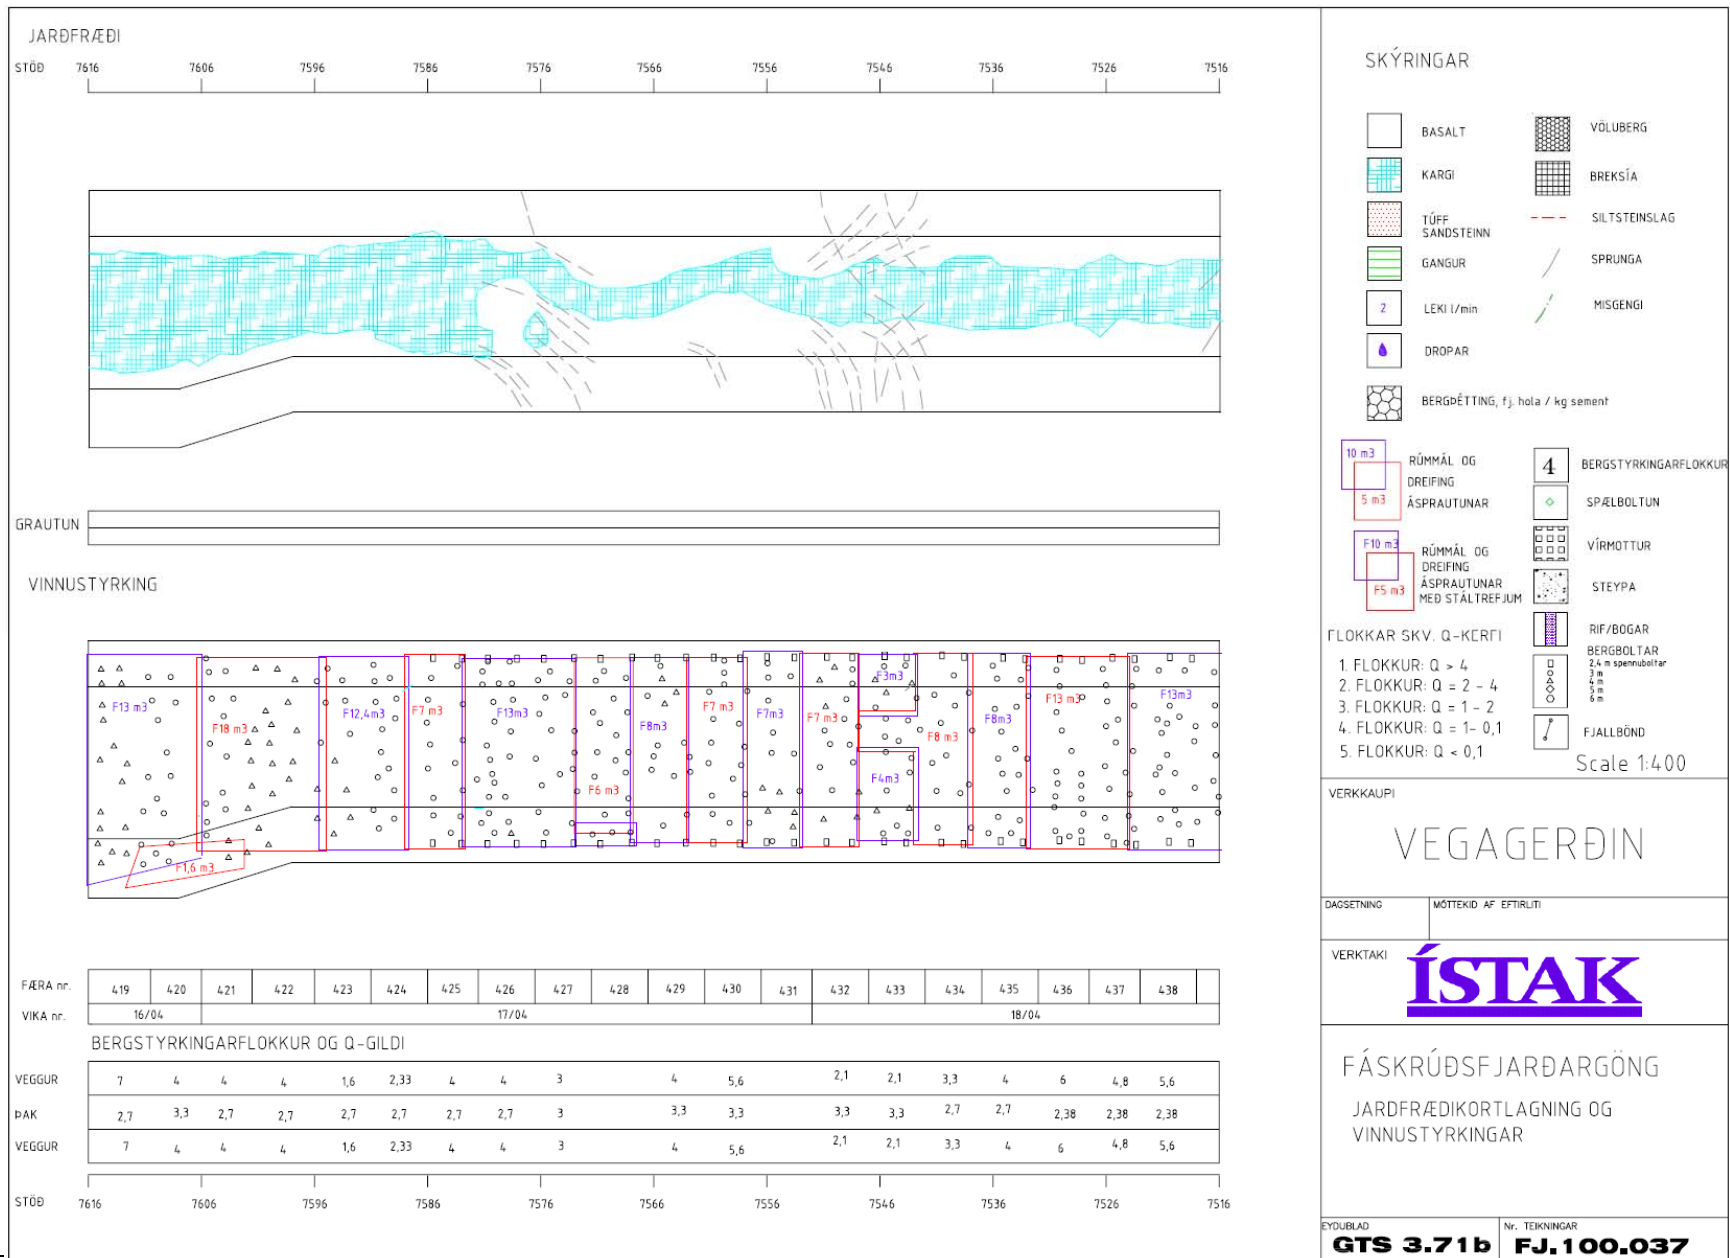 JARÐFRÆÐI
STÖÐ 7616 7606 7596 7586 7576 7566 7556 7546 7536 7526 7516
GRAUTUN
VINNUSTYRKING
F13 m3 F18 m3 F12,4m3 F7 m3 F13m3 F6 m3 F8m3 F7 m3 F7m3 F7 m3 F3m3 F4m3 F8 m3 F8m3 F13 m3 F13m3
F1,6 m3
FÆRA nr. 419 420 421 422 423 424 425 426 427 428 429 430 431 432 433 434 435 436 437 438
VIKA nr. 16/04 17/04 18/04
BERGSTYRKINGARFLOKKUR OG Q-GILDI
VEGGUR 7 4 4 4 1,6 2,33 4 4 3 4 5,6 2,1 2,1 3,3 4 6 4,8 5,6
ÞAK 2,7 3,3 2,7 2,7 2,7 2,7 2,7 2,7 3 3,3 3,3 3,3 3,3 2,7 2,7 2,38 2,38 2,38
VEGGUR 7 4 4 4 1,6 2,33 4 4 3 4 5,6 2,1 2,1 3,3 4 6 4,8 5,6
STÖÐ 7616 7606 7596 7586 7576 7566 7556 7546 7536 7526 7516
SKÝRINGAR
BASALT
KARGI
TÚFF
SANDSTEINN
GANGUR
2 LEKI l/min
DROPAR
BERGÞÉTTING, fj. hola / kg sement
VÖLUBERG
BREKSÍA
SILTSTEINSLAG
SPRUNGA
MISGENGI
10 m3
5 m3
RÚMMÁL OG
DREIFING
ÁSPRAUTUNAR
F10 m3
F5 m3
RÚMMÁL OG
DREIFING
ÁSPRAUTUNAR
MEÐ STÁLTREFJUM
4 BERGSTYRKINGARFLOKKUR
SPÆLBOLTUN
VÍRMOTTUR
STEYPA
RIF/BOGAR
BERGBOLTAR
2,4 m spennuboltar
3 m
4 m
5 m
6 m
FJALLBÖND
FLOKKAR SKV. Q-KERFI
1. FLOKKUR: Q > 4
2. FLOKKUR: Q = 2 - 4
3. FLOKKUR: Q = 1 - 2
4. FLOKKUR: Q = 1- 0,1
5. FLOKKUR: Q < 0,1
Scale 1:400
VERKKAUPI
VEGAGERÐIN
DAGSETNING
MÓTTEKIÐ AF EFTIRLITI
VERKTAKI
ÍSTAK
FÁSKRÚÐSFJARÐARGÖNG
JARÐFRÆÐIKORTLAGNING OG
VINNUSTYRKINGAR
EYÐUBLAÐ
GTS 3.71b
Nr. TEIKNINGAR
FJ.100.037